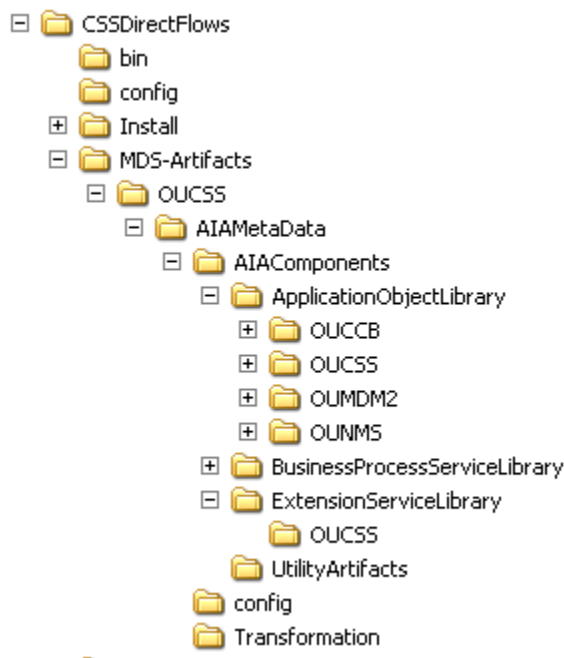 CSSDirectFlows
bin
config
Install
MDS-Artifacts
OUCSS
AIAMetaData
AIAComponents
ApplicationObjectLibrary
OUCCB
OUCSS
OUMDM2
OUNMS
BusinessProcessServiceLibrary
ExtensionServiceLibrary
OUCSS
UtilityArtifacts
config
Transformation